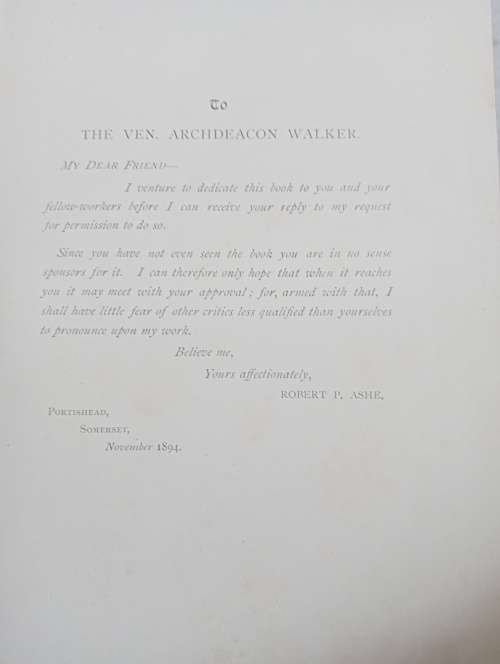 To
THE VEN. ARCHDEACON WALKER.
MY DEAR FRIEND—
I venture to dedicate this book to you and your
fellow-workers before I can receive your reply to my request
for permission to do so.
Since you have not even seen the book you are in no sense
sponsors for it. I can therefore only hope that when it reaches
you it may meet with your approval; for, armed with that, I
shall have little fear of other critics less qualified than yourselves
to pronounce upon my work.
Believe me,
Yours affectionately,
ROBERT P. ASHE,
PORTISHEAD,
SOMERSET,
November 1894.